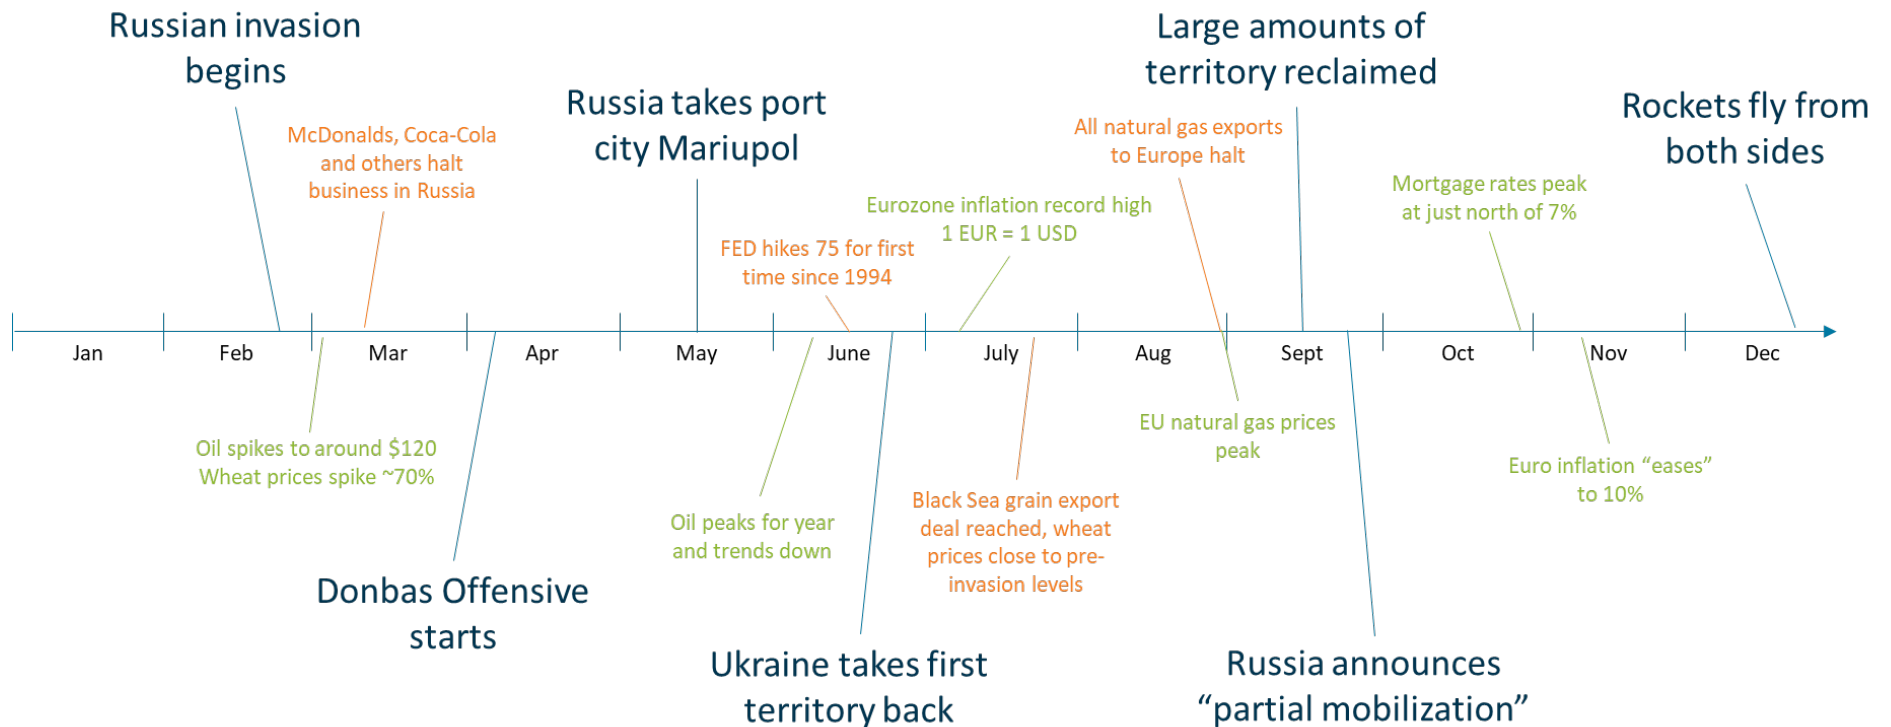 Russian invasion
begins
McDonalds, Coca-Cola
and others halt
business in Russia
Russia takes port
city Mariupol
FED hikes 75 for first
time since 1994
Eurozone inflation record high
1 EUR = 1 USD
All natural gas exports
to Europe halt
Large amounts of
territory reclaimed
Mortgage rates peak
at just north of 7%
Rockets fly from
both sides
Jan
Feb
Mar
Apr
May
June
July
Aug
Sept
Oct
Nov
Dec
Oil spikes to around $120
Wheat prices spike ~70%
Donbas Offensive
starts
Oil peaks for year
and trends down
Ukraine takes first
territory back
Black Sea grain export
deal reached, wheat
prices close to pre-
invasion levels
EU natural gas prices
peak
Russia announces
“partial mobilization”
Euro inflation “eases”
to 10%